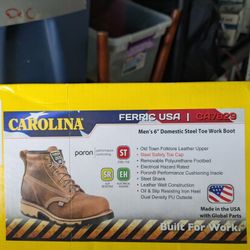 FERRIC USA | CA7829
Men's 6" Domestic Steel Toe Work Boot
CAROLINA
poron
ST
SR
EH
• Old Town Folklore Leather Upper
• Steel Safety Toe Cap
• Removable Polyurethane Footbed
• Electrical Hazard Rated
• Poron® Performance Cushioning Insole
• Steel Shank
• Leather Welt Construction
• Oil & Slip Resisting Iron Heel
Dual Density PU Outsole
Made in the USA
with Global Parts
Built For Work